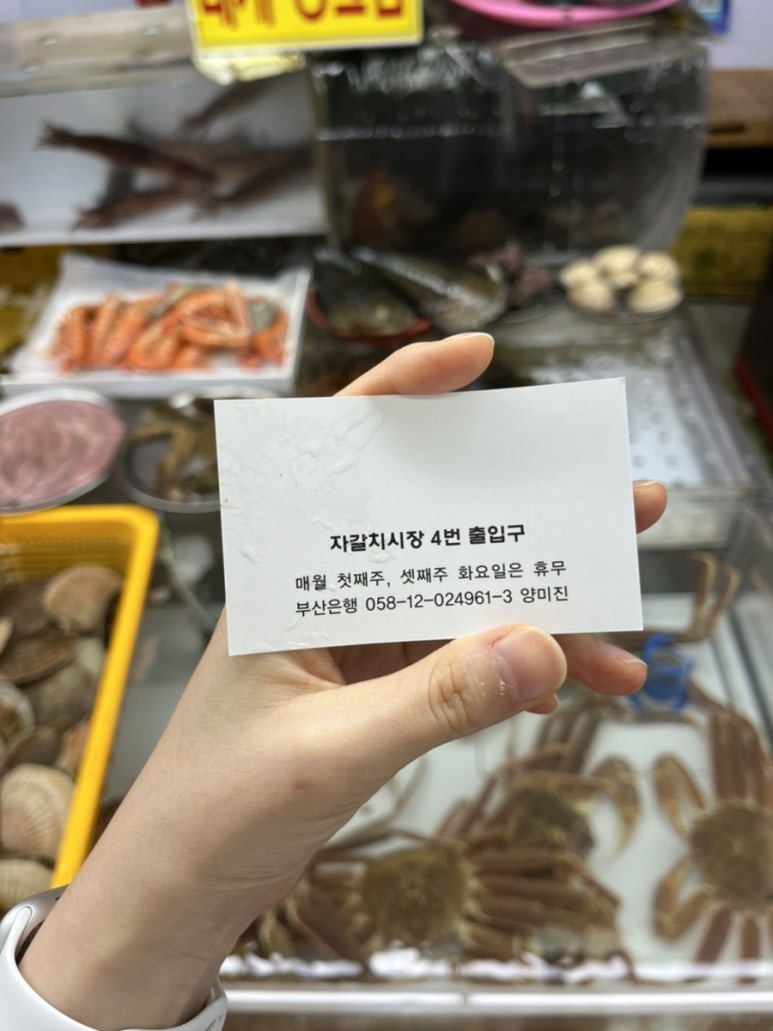 자갈치시장 4번 출입구
매월 첫째주, 셋째주 화요일은 휴무
부산은행 058-12-024961-3 양미진